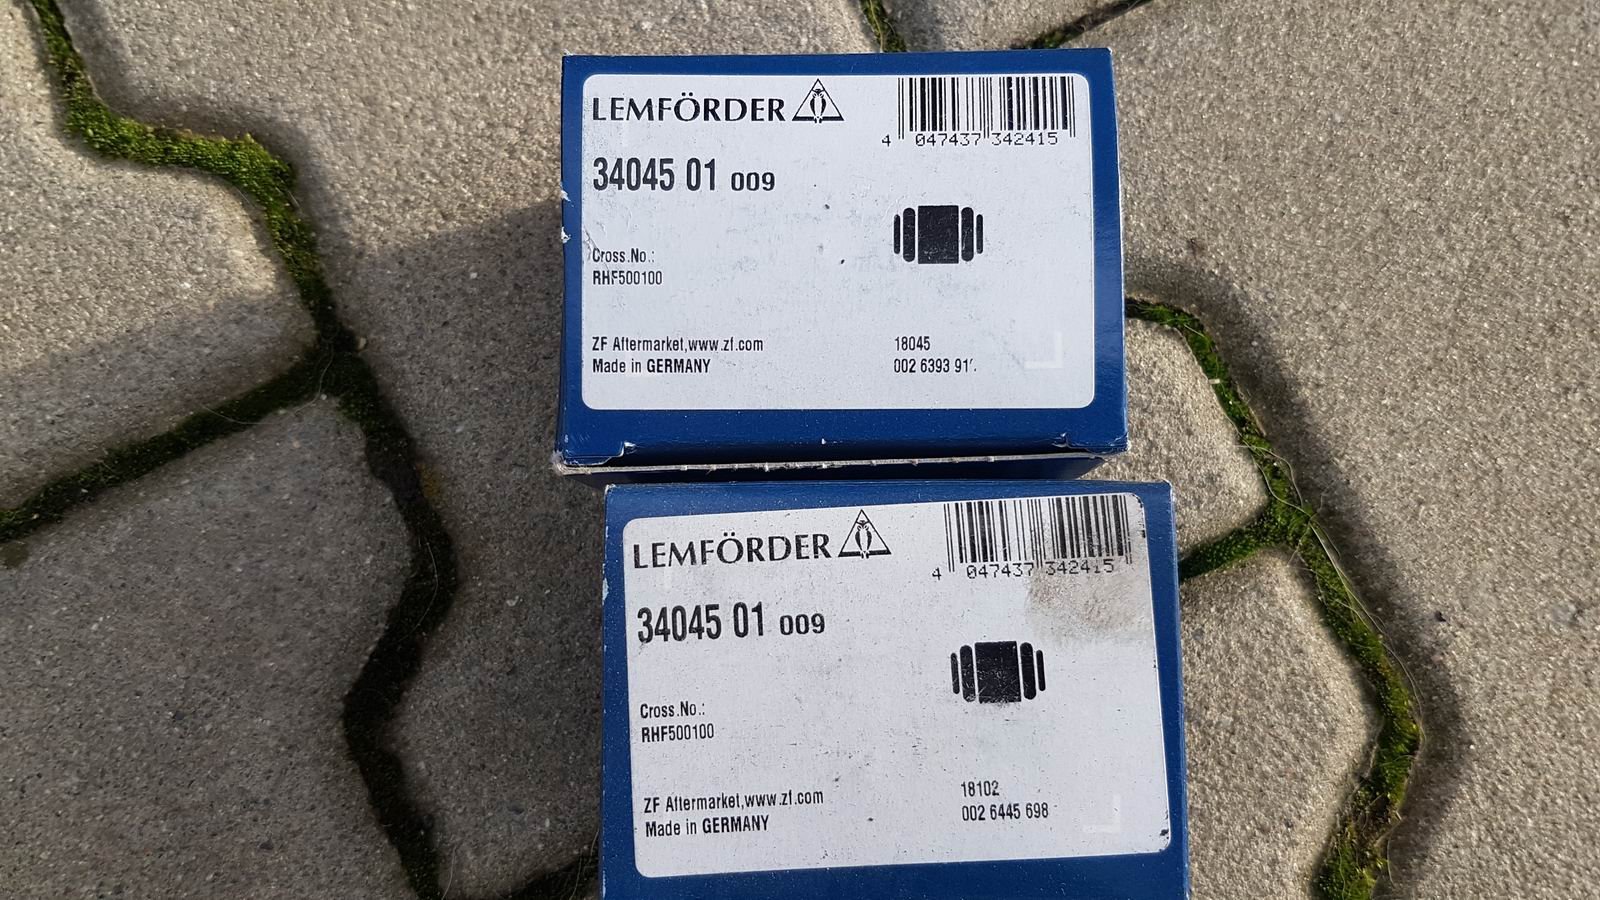 LEMFÖRDER
4 047437 342415
34045 01 009
Cross.No.:
RHF500100
ZF Aftermarket,www.zf.com
Made in GERMANY
18045
002 6393
LEMFÖRDER
4 047437 342415
34045 01 009
Cross.No.:
RHF500100
ZF Aftermarket,www.zf.com
Made in GERMANY
18102
002 6445 698